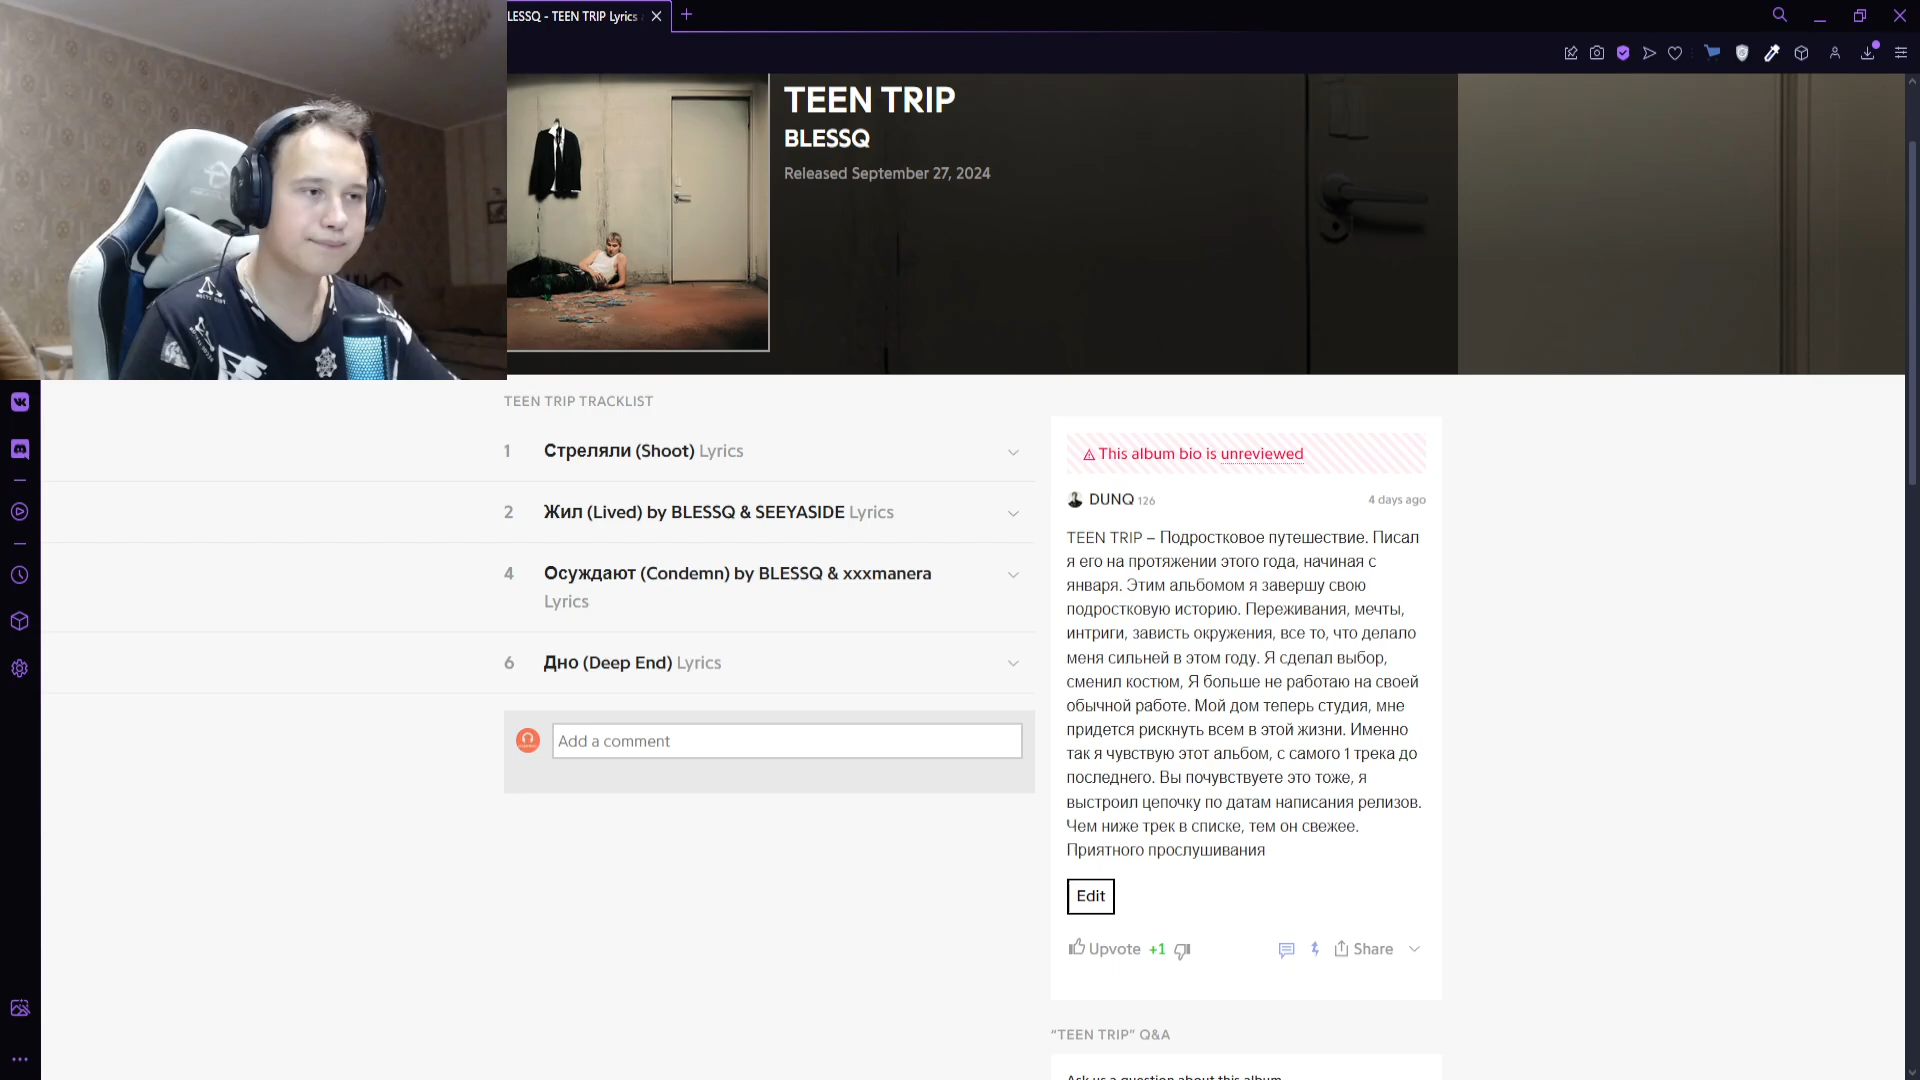 LESSQ - TEEN TRIP Lyrics
TEEN TRIP
BLESSQ
Released September 27, 2024
TEEN TRIP TRACKLIST
1 Стреляли (Shoot) Lyrics
2 Жил (Lived) by BLESSQ & SEEYASIDE Lyrics
4 Осуждают (Condemn) by BLESSQ & xxxmanera
Lyrics
6 Дно (Deep End) Lyrics
Add a comment
This album bio is unreviewed
DUNQ 126
4 days ago
TEEN TRIP – Подростковое путешествие. Писал
я его на протяжении этого года, начиная с
января. Этим альбомом я завершу свою
подростковую историю. Переживания, мечты,
интриги, зависть окружения, все то, что делало
меня сильней в этом году. Я сделал выбор,
сменил костюм, Я больше не работаю на своей
обычной работе. Мой дом теперь студия, мне
придется рискнуть всем в этой жизни. Именно
так я чувствую этот альбом, с самого 1 трека до
последнего. Вы почувствуете это тоже, я
выстроил цепочку по датам написания релизов.
Чем ниже трек в списке, тем он свежее.
Приятного прослушивания
Edit
Upvote +1
Share
“TEEN TRIP” Q&A
Ask us a question about this album